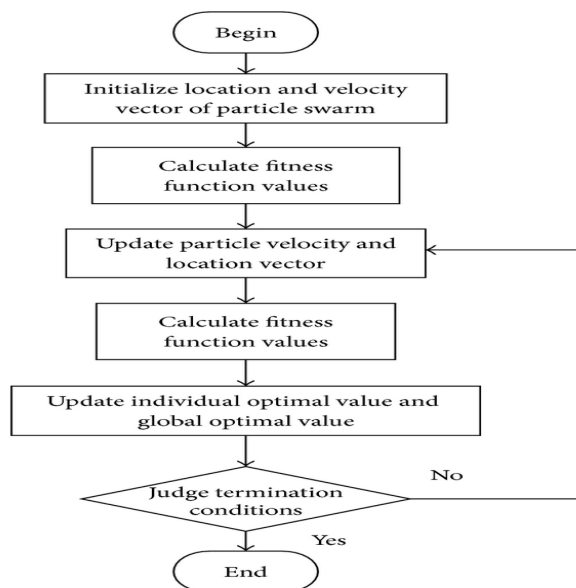 Begin
Initialize location and velocity
vector of particle swarm
Calculate fitness
function values
Update particle velocity and
location vector
Calculate fitness
function values
Update individual optimal value and
global optimal value
Judge termination
conditions
No
Yes
End